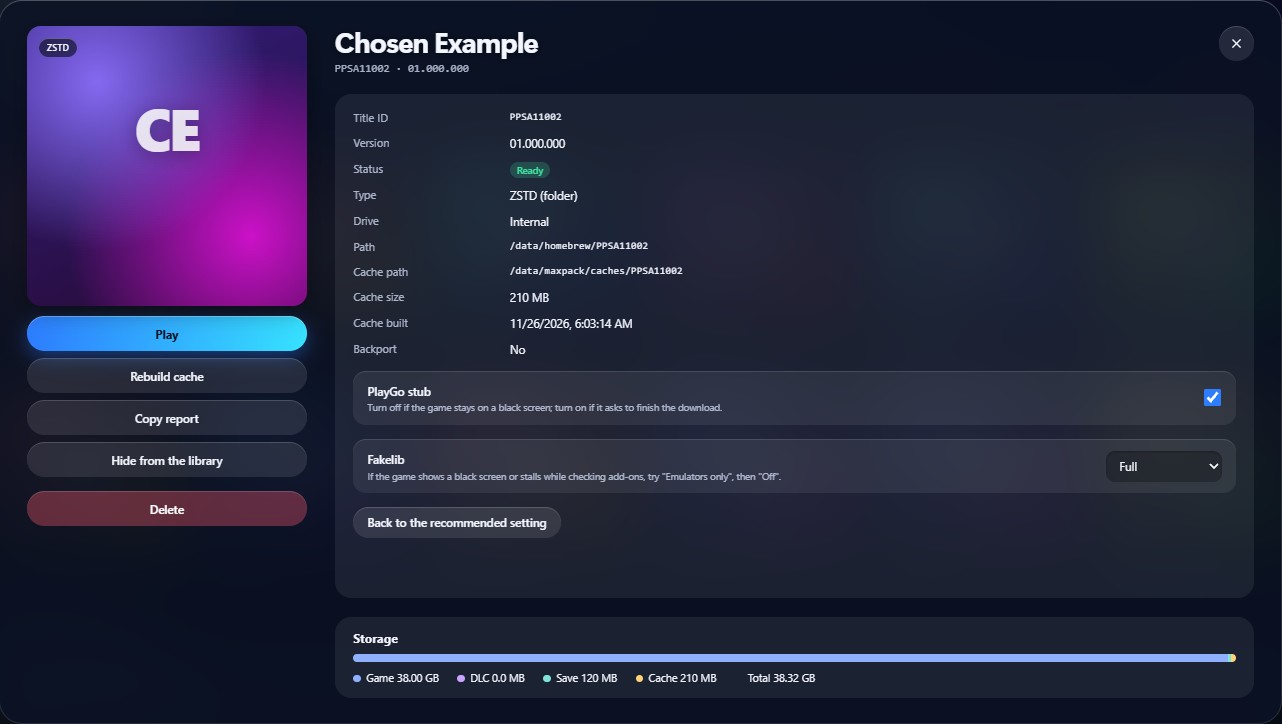 ZSTD
CE
Play
Rebuild cache
Copy report
Hide from the library
Delete
Chosen Example
PPSA11002 · 01.000.000
Title ID PPSA11002
Version 01.000.000
Status Ready
Type ZSTD (folder)
Drive Internal
Path /data/homebrew/PPSA11002
Cache path /data/maxpack/caches/PPSA11002
Cache size 210 MB
Cache built 11/26/2026, 6:03:14 AM
Backport No
PlayGo stub
Turn off if the game stays on a black screen; turn on if it asks to finish the download.
Fakelib
If the game shows a black screen or stalls while checking add-ons, try "Emulators only", then "Off".
Full
Back to the recommended setting
Storage
Game 38.00 GB DLC 0.0 MB Save 120 MB Cache 210 MB Total 38.32 GB